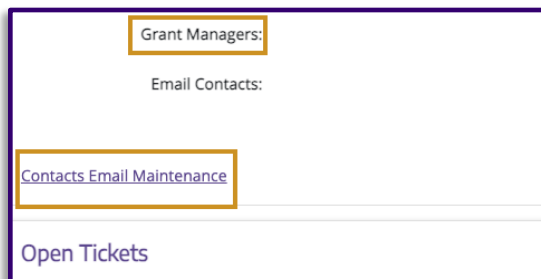 Grant Managers:
Email Contacts:
Contacts Email Maintenance
Open Tickets